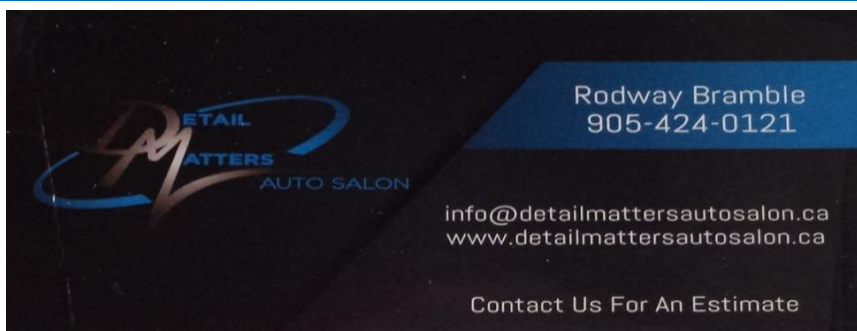 DETAIL
MATTERS
AUTO SALON
Rodway Bramble
905-424-0121
info@detailmattersautosalon.ca
www.detailmattersautosalon.ca
Contact Us For An Estimate